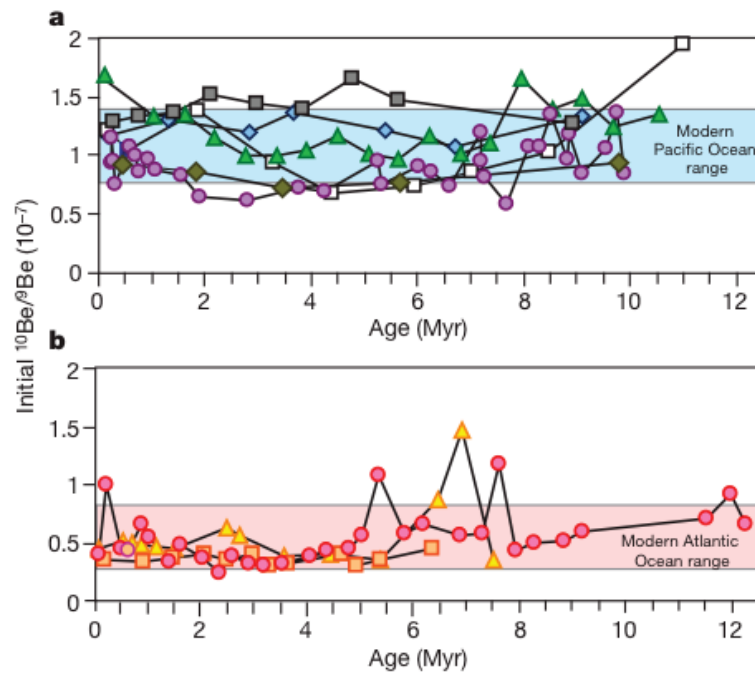 a
2
1.5
1
0.5
0
Modern
Pacific Ocean
range
0 2 4 6 8 10 12
Age (Myr)
Initial ¹⁰Be/⁹Be (10⁻⁷)
b
2
1.5
1
0.5
0
Modern Atlantic
Ocean range
0 2 4 6 8 10 12
Age (Myr)